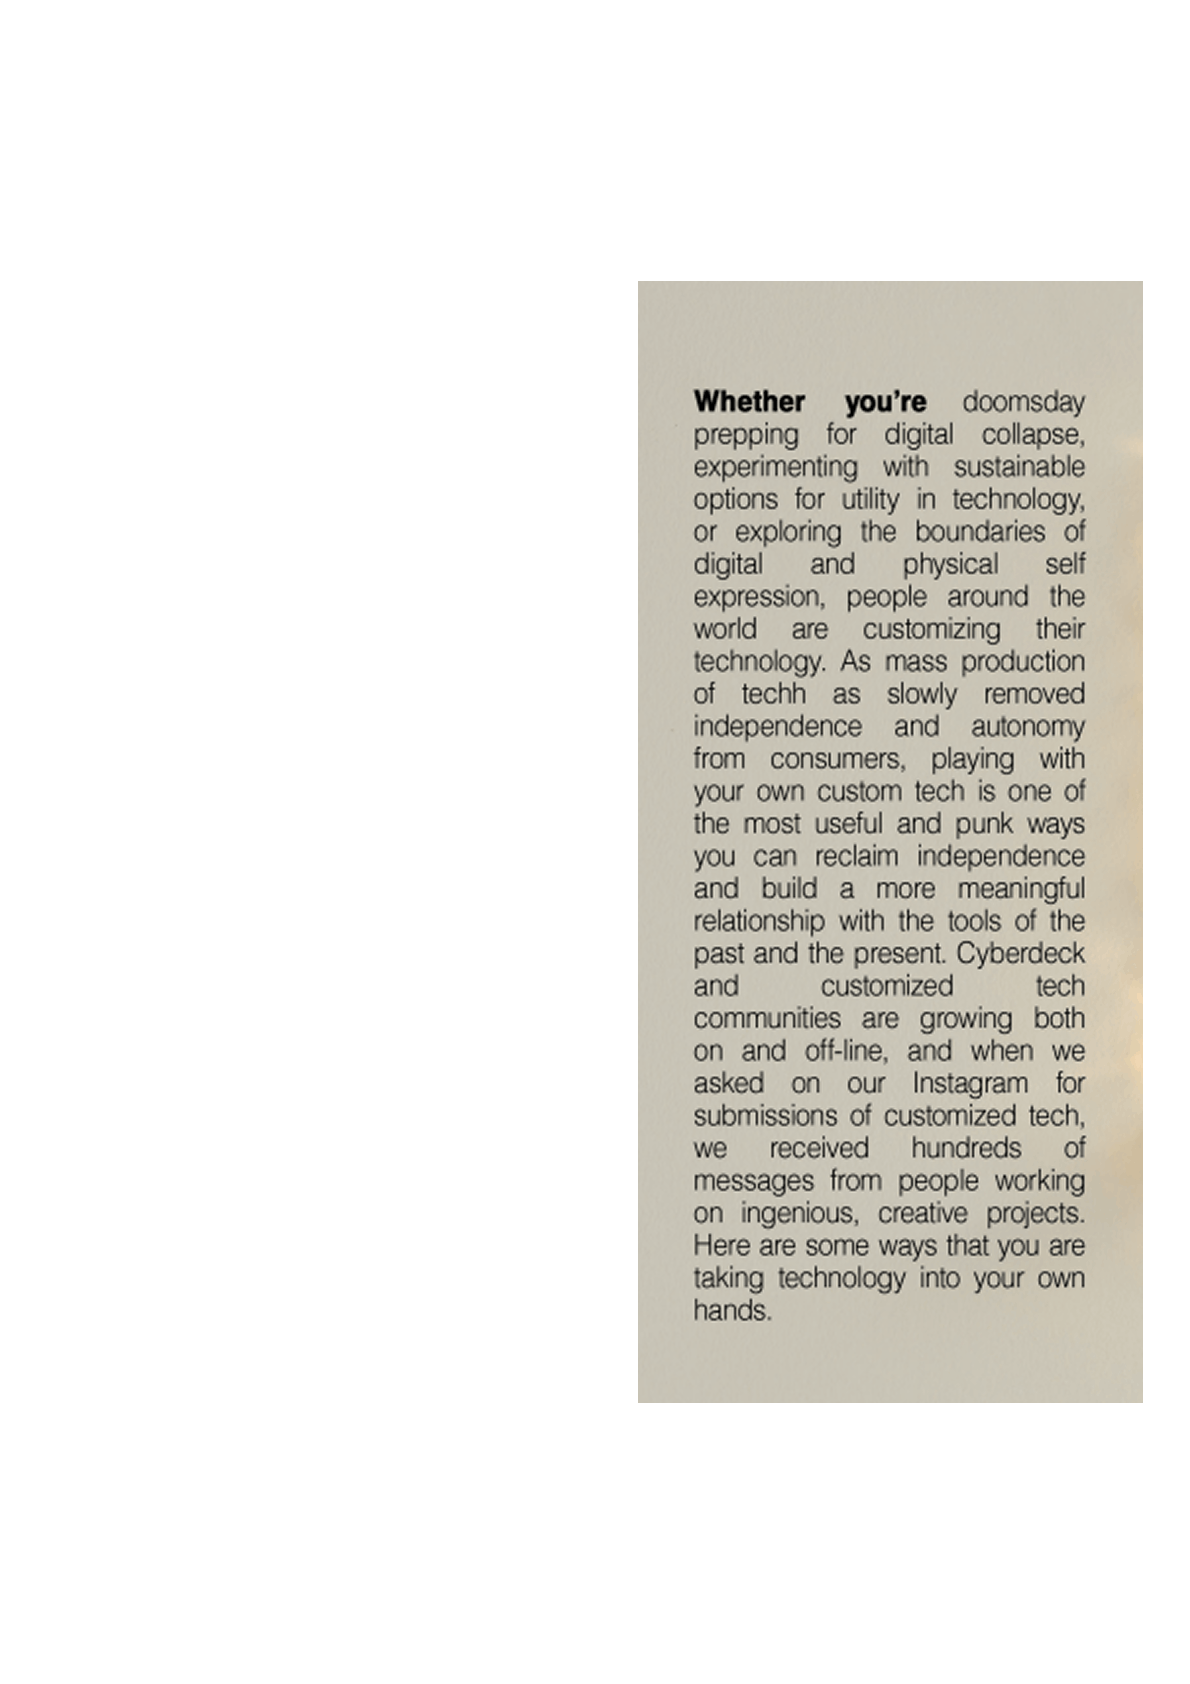 Whether you’re doomsday
prepping for digital collapse,
experimenting with sustainable
options for utility in technology,
or exploring the boundaries of
digital and physical self
expression, people around the
world are customizing their
technology. As mass production
of techh as slowly removed
independence and autonomy
from consumers, playing with
your own custom tech is one of
the most useful and punk ways
you can reclaim independence
and build a more meaningful
relationship with the tools of the
past and the present. Cyberdeck
and customized tech
communities are growing both
on and off-line, and when we
asked on our Instagram for
submissions of customized tech,
we received hundreds of
messages from people working
on ingenious, creative projects.
Here are some ways that you are
taking technology into your own
hands.